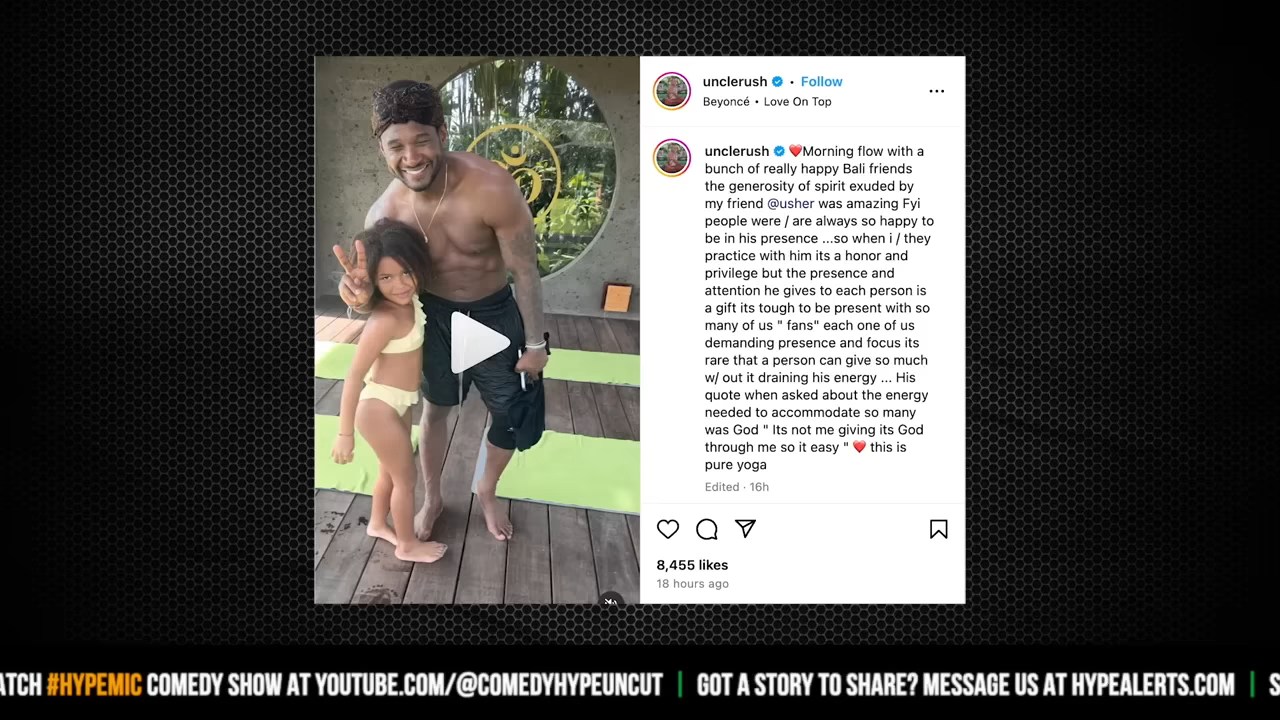 unclerush • Follow
Beyoncé • Love On Top
unclerush ❤️Morning flow with a
bunch of really happy Bali friends
the generosity of spirit exuded by
my friend @usher was amazing Fyi
people were / are always so happy to
be in his presence ...so when i / they
practice with him its a honor and
privilege but the presence and
attention he gives to each person is
a gift its tough to be present with so
many of us " fans" each one of us
demanding presence and focus its
rare that a person can give so much
w/ out it draining his energy ... His
quote when asked about the energy
needed to accommodate so many
was God " Its not me giving its God
through me so it easy " ❤️ this is
pure yoga
Edited · 16h
8,455 likes
18 hours ago
ATCH #HYPEMIC COMEDY SHOW AT YOUTUBE.COM/@COMEDYHYPEUNCUT | GOT A STORY TO SHARE? MESSAGE US AT HYPEALERTS.COM | S